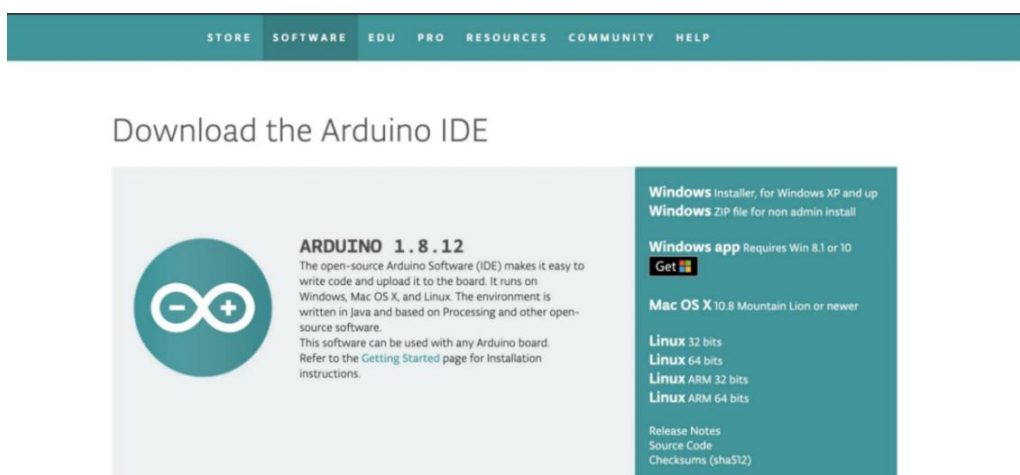 STORE SOFTWARE EDU PRO RESOURCES COMMUNITY HELP
Download the Arduino IDE
ARDUINO 1.8.12
The open-source Arduino Software (IDE) makes it easy to
write code and upload it to the board. It runs on
Windows, Mac OS X, and Linux. The environment is
written in Java and based on Processing and other open-
source software.
This software can be used with any Arduino board.
Refer to the Getting Started page for Installation
instructions.
Windows Installer, for Windows XP and up
Windows ZIP file for non admin install
Windows app Requires Win 8.1 or 10
Get
Mac OS X 10.8 Mountain Lion or newer
Linux 32 bits
Linux 64 bits
Linux ARM 32 bits
Linux ARM 64 bits
Release Notes
Source Code
Checksums (sha512)